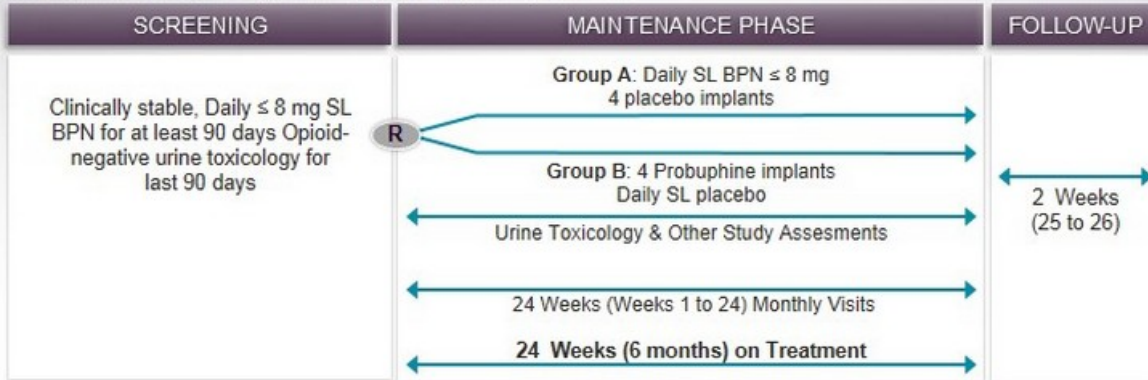 SCREENING
MAINTENANCE PHASE
FOLLOW-UP
Clinically stable, Daily ≤ 8 mg SL
BPN for at least 90 days Opioid-
negative urine toxicology for
last 90 days
R
Group A: Daily SL BPN ≤ 8 mg
4 placebo implants
Group B: 4 Probuphine implants
Daily SL placebo
Urine Toxicology & Other Study Assesments
24 Weeks (Weeks 1 to 24) Monthly Visits
24 Weeks (6 months) on Treatment
2 Weeks
(25 to 26)